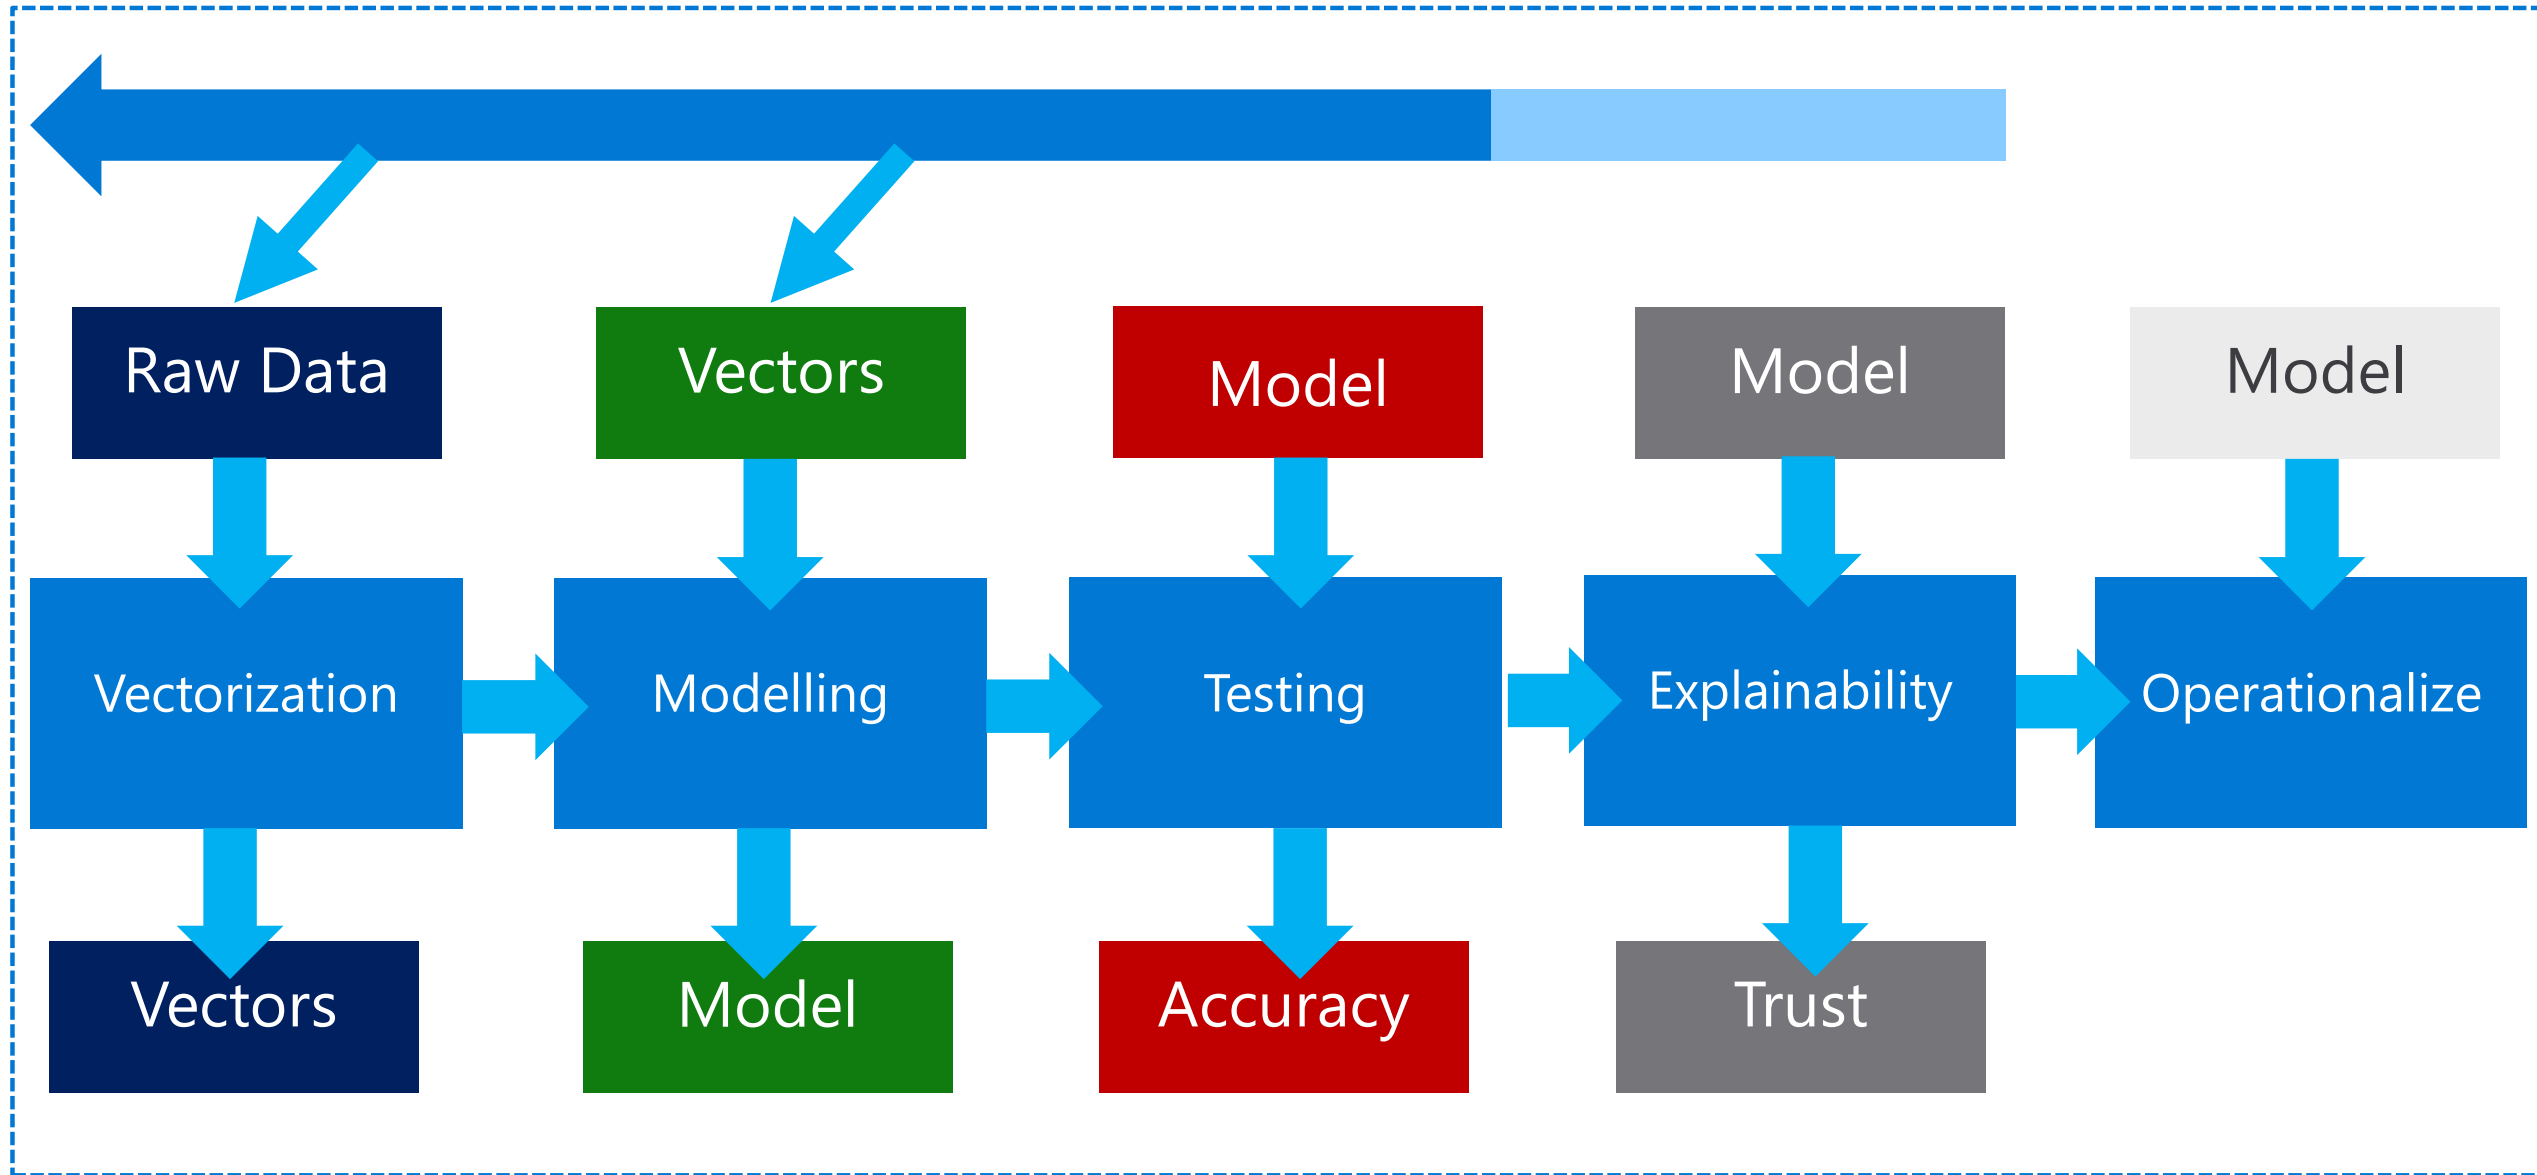 Raw Data
Vectors
Model
Model
Model
Vectorization
Modelling
Testing
Explainability
Operationalize
Vectors
Model
Accuracy
Trust